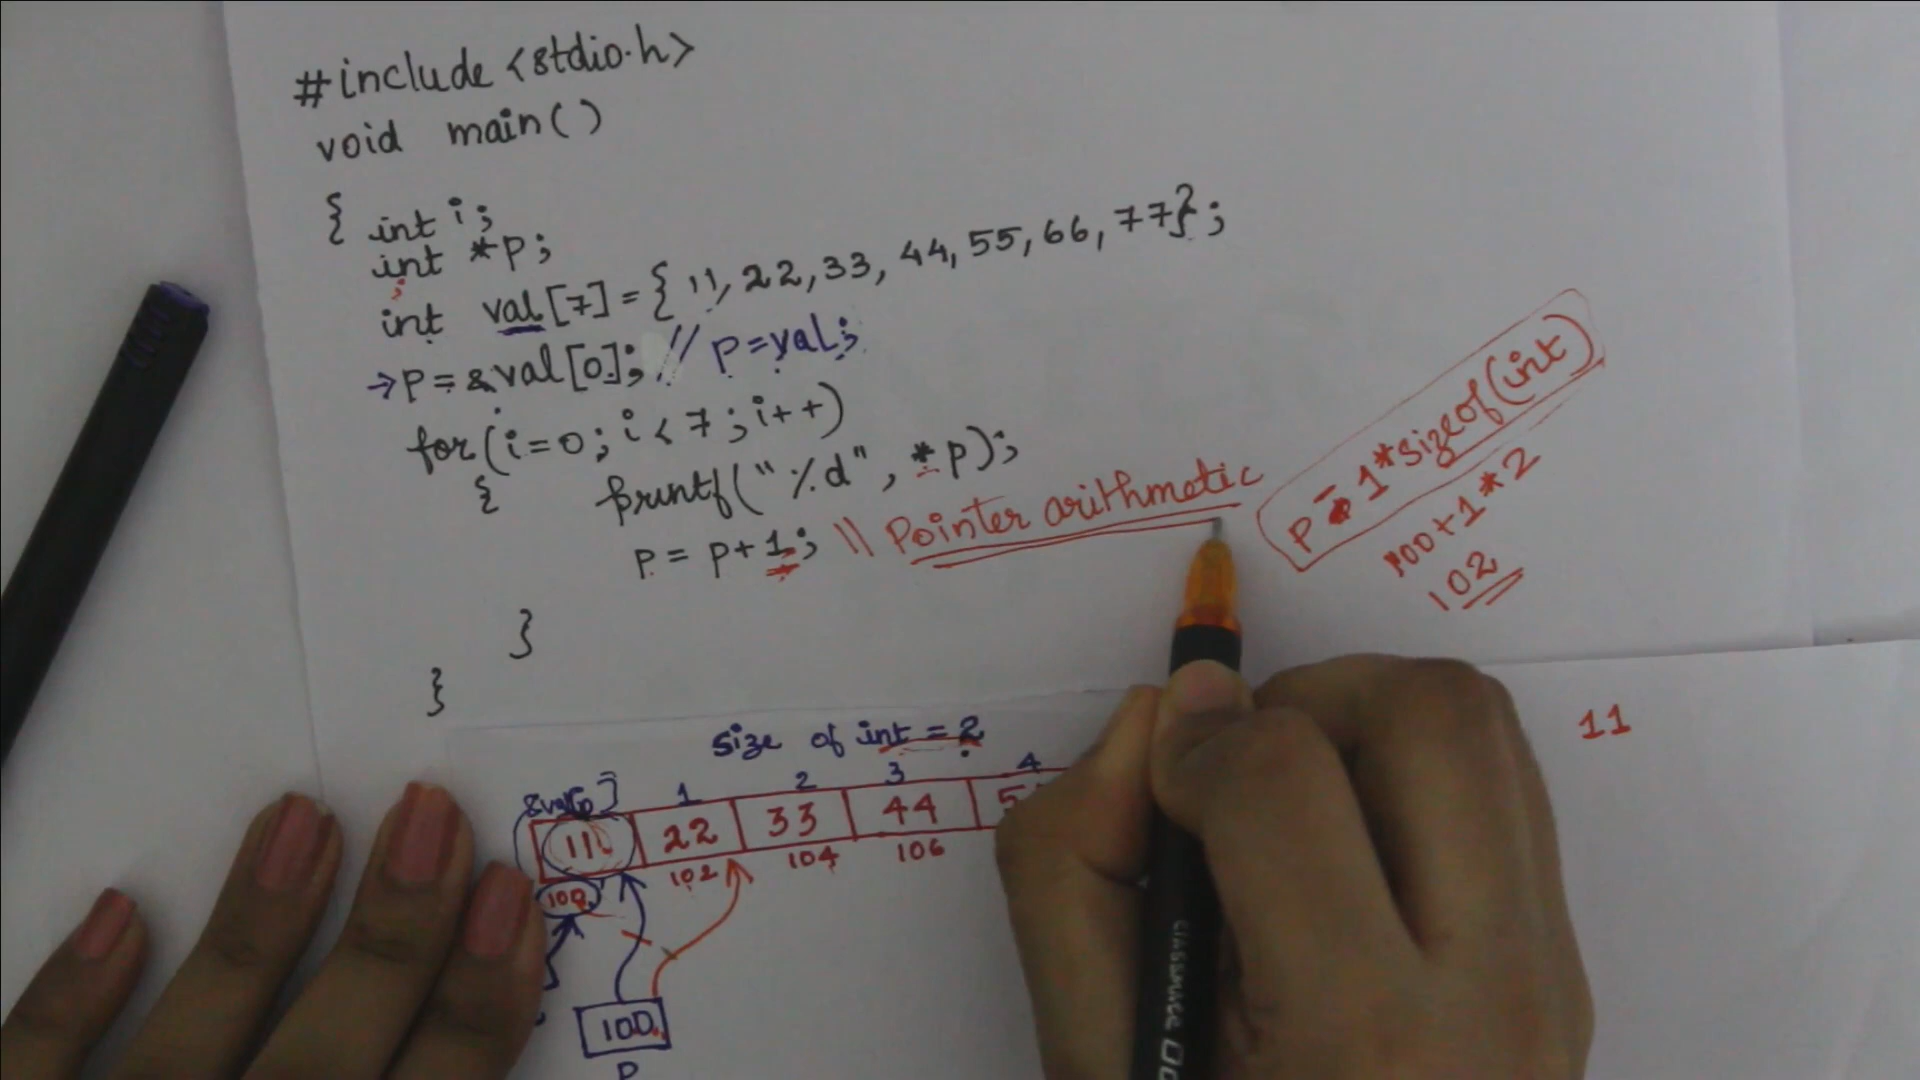 #include <stdio.h>
void main()
{ int i;
int *p;
int val[7] = { 11, 22, 33, 44, 55, 66, 77};
→ p = &val[0]; // p=val;
for(i=0; i<7; i++)
{ printf("%d", *p);
p = p+1; \\ Pointer arithmetic
}
}
1*sizeof(int)
100+1*2
102
11
size of int = 2
&val[0] 1 2 3 4
11 22 33 44
100 102 104 106
100
P